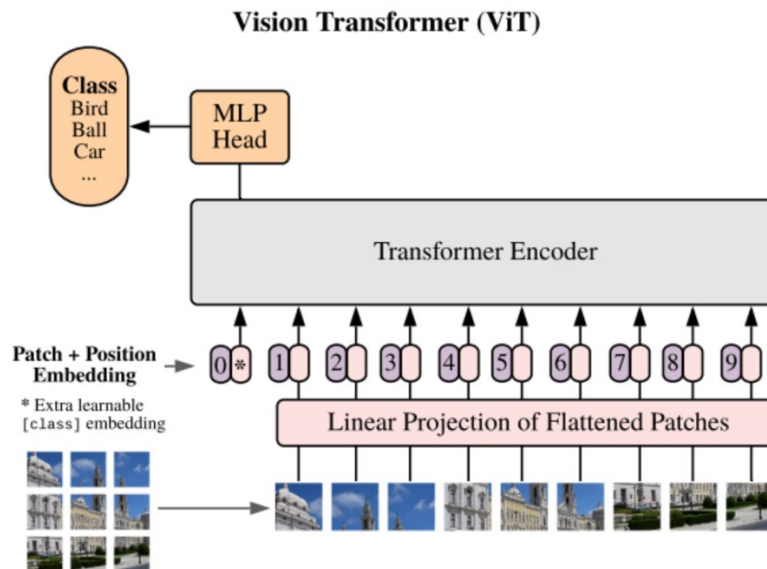 Vision Transformer (ViT)
Class
Bird
Ball
Car
...
MLP
Head
Transformer Encoder
Patch + Position
Embedding
0 * 1 2 3 4 5 6 7 8 9
* Extra learnable
[class] embedding
Linear Projection of Flattened Patches